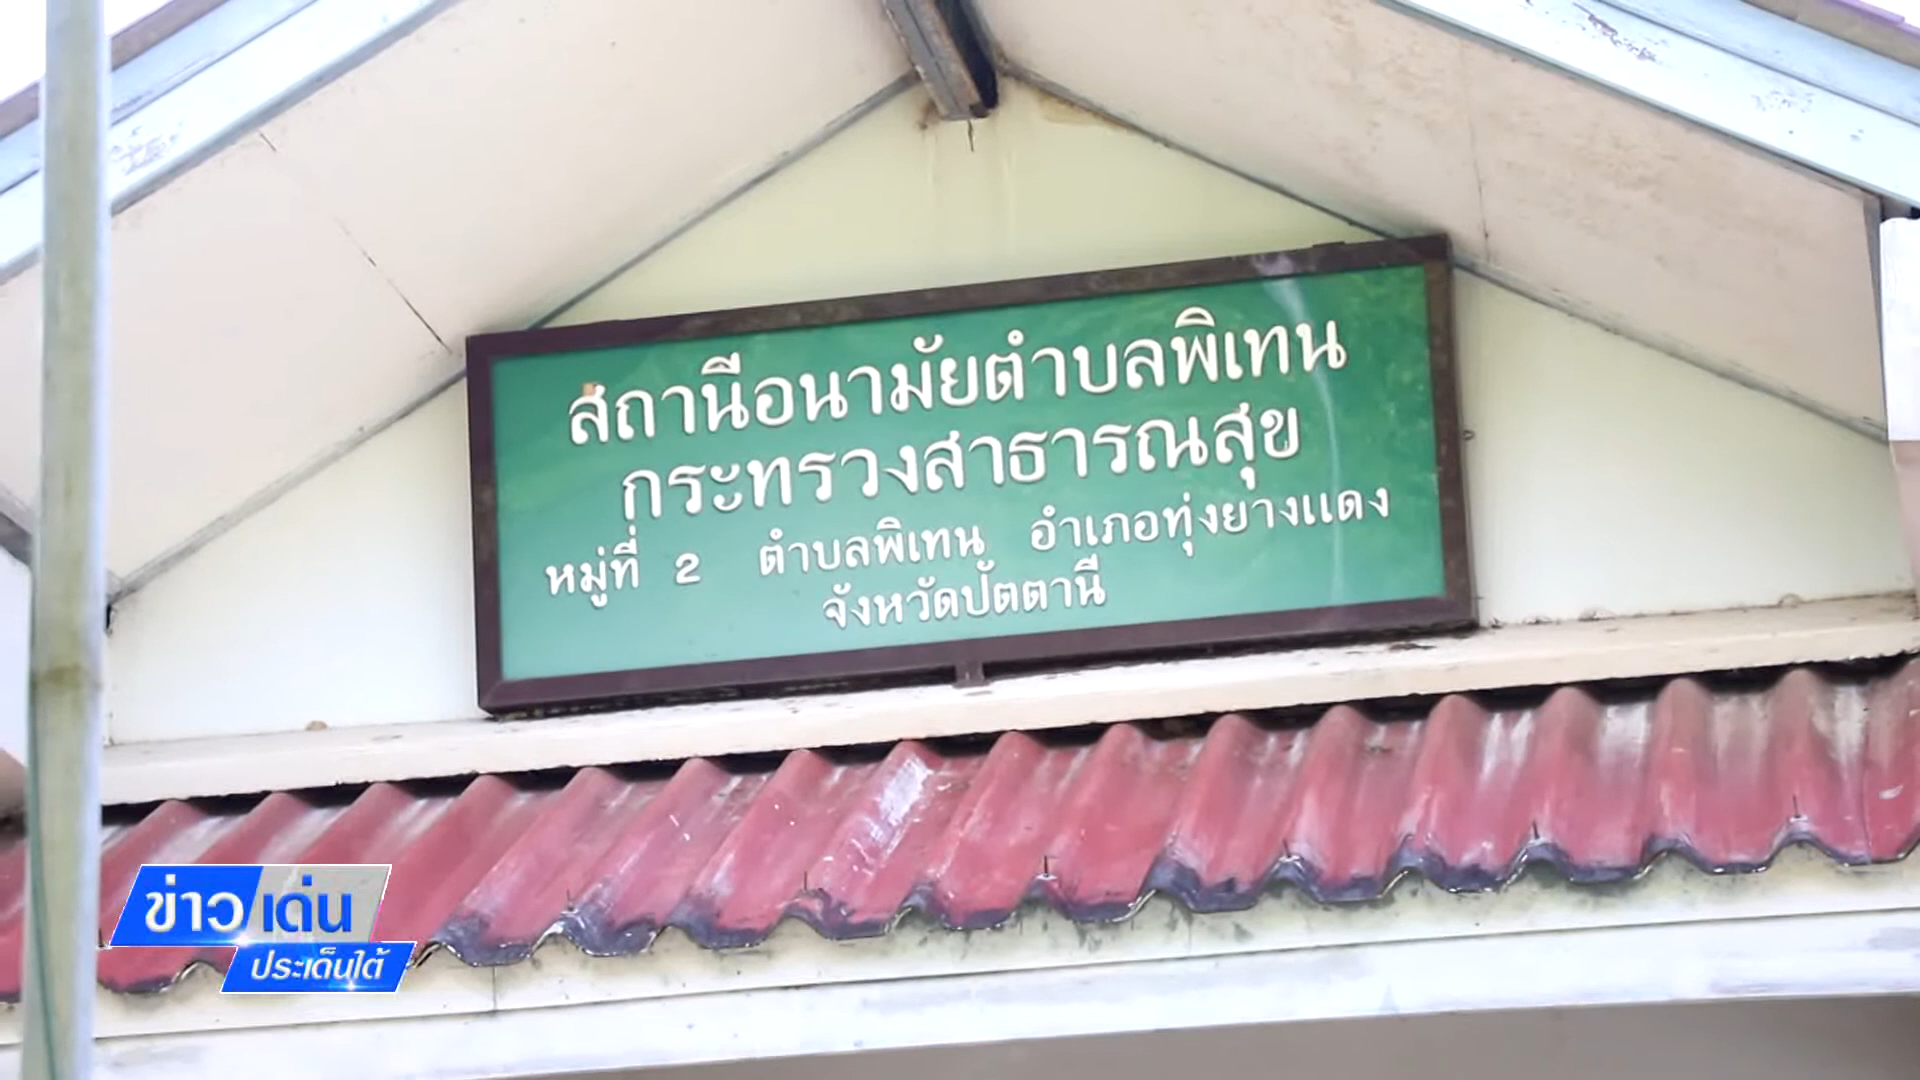 สถานีอนามัยตำบลพิเทน
กระทรวงสาธารณสุข
หมู่ที่ 2 ตำบลพิเทน อำเภอทุ่งยางแดง
จังหวัดปัตตานี
ข่าวเด่น
ประเด็นใต้